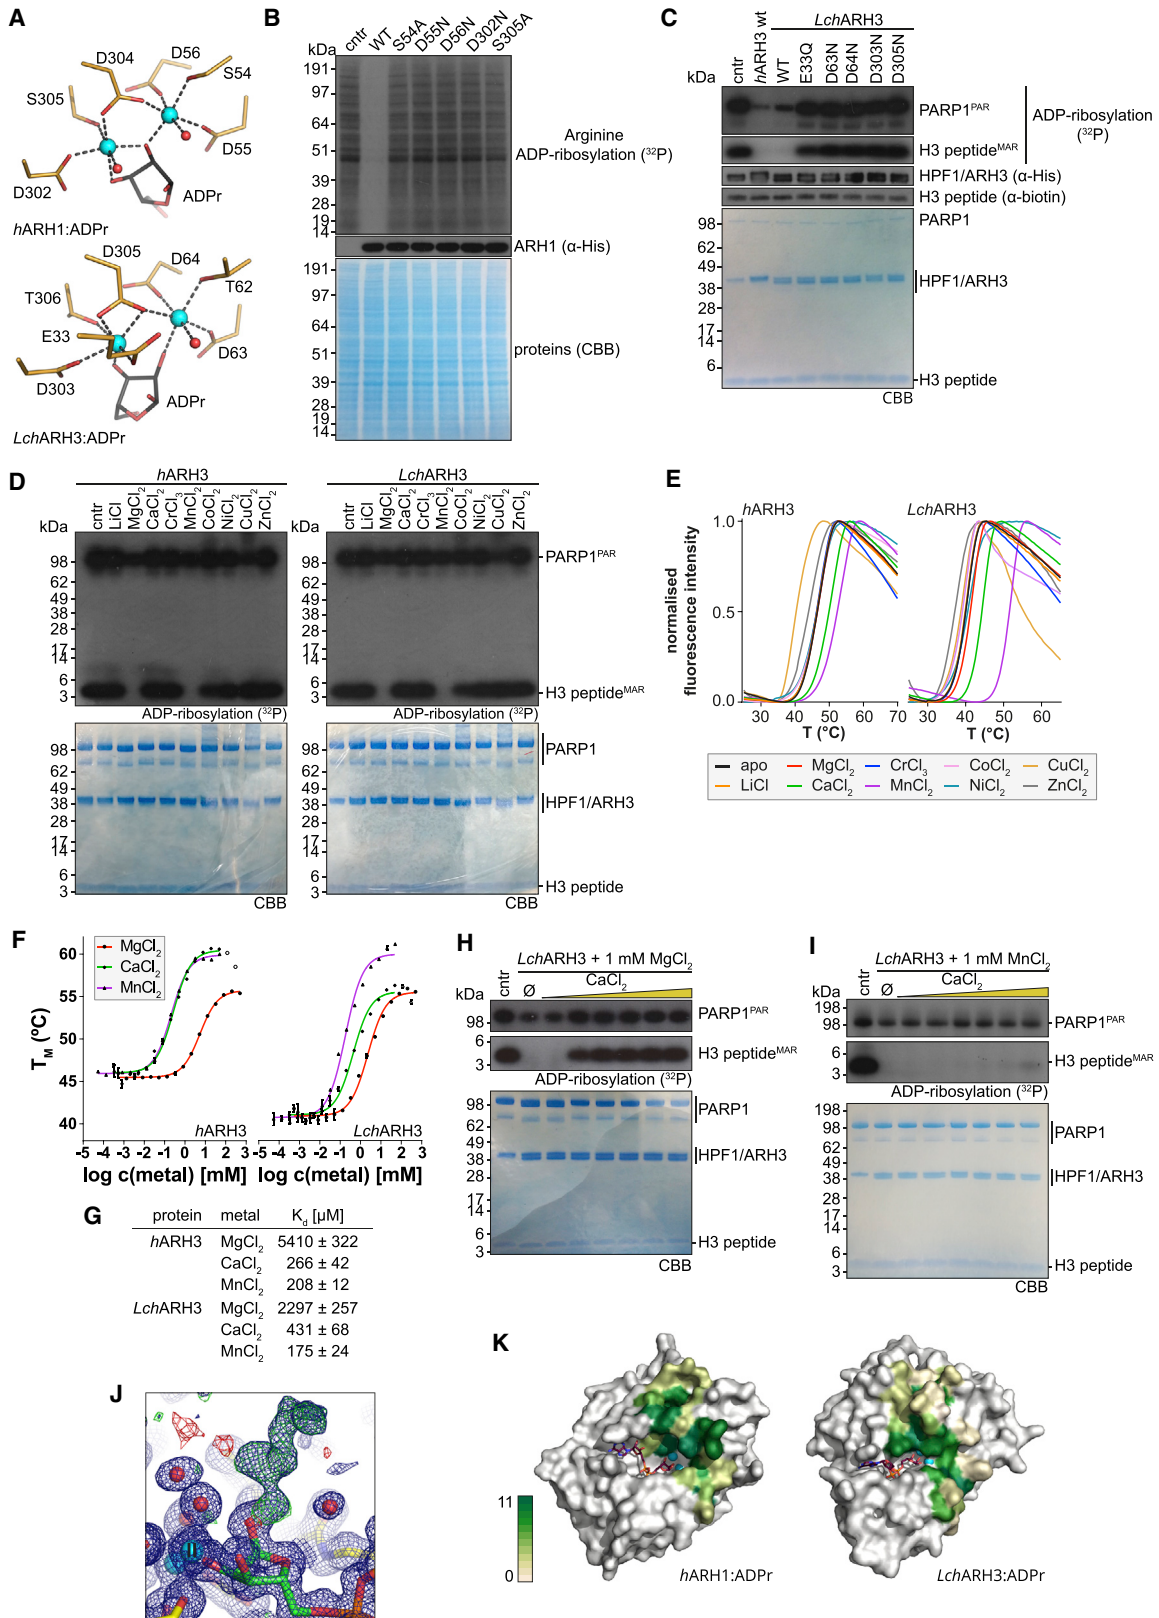 A
D304
D56
S54
S305
D55
D302
ADPr
hARH1:ADPr
D305
D64
T306
T62
E33
D63
D303
ADPr
LchARH3:ADPr
B
kDa
cntr
WT
S54A
D55N
D56N
D302N
S305A
191
97
64
51
39
28
19
14
Arginine
ADP-ribosylation (32P)
ARH1 (α-His)
191
97
64
51
39
28
19
14
proteins (CBB)
C
LchARH3
kDa
cntr
hARH3 wt
WT
E33Q
D63N
D64N
D303N
D305N
PARP1PAR
ADP-ribosylation
(32P)
H3 peptideMAR
HPF1/ARH3 (α-His)
H3 peptide (α-biotin)
PARP1
98
62
49
38
28
17
14
6
HPF1/ARH3
H3 peptide
CBB
D
hARH3
LchARH3
kDa
cntr
LiCl
MgCl2
CaCl2
CrCl3
MnCl2
CoCl2
NiCl2
CuCl2
ZnCl2
kDa
cntr
LiCl
MgCl2
CaCl2
CrCl3
MnCl2
CoCl2
NiCl2
CuCl2
ZnCl2
98
62
49
38
28
17
14
6
3
98
62
49
38
28
17
14
6
3
PARP1PAR
H3 peptideMAR
ADP-ribosylation (32P)
ADP-ribosylation (32P)
98
62
49
38
28
17
14
6
3
98
62
49
38
28
17
14
6
3
PARP1
HPF1/ARH3
H3 peptide
CBB
CBB
E
hARH3
LchARH3
normalised
fluorescence intensity
1.0
0.5
0.0
30
40
50
60
70
30
40
50
60
T (°C)
T (°C)
apo
MgCl2
CrCl3
CoCl2
CuCl2
LiCl
CaCl2
MnCl2
NiCl2
ZnCl2
F
MgCl2
CaCl2
MnCl2
TM (ºC)
60
55
50
45
40
hARH3
LchARH3
-5 -4 -3 -2 -1 0 1 2 3
-5 -4 -3 -2 -1 0 1 2 3
log c(metal) [mM]
log c(metal) [mM]
G
protein metal Kd [µM]
hARH3 MgCl2 5410 ± 322
CaCl2 266 ± 42
MnCl2 208 ± 12
LchARH3 MgCl2 2297 ± 257
CaCl2 431 ± 68
MnCl2 175 ± 24
H
LchARH3 + 1 mM MgCl2
cntr
Ø
CaCl2
kDa
98
PARP1PAR
6
3
H3 peptideMAR
ADP-ribosylation (32P)
98
62
49
38
28
17
14
6
3
PARP1
HPF1/ARH3
H3 peptide
CBB
I
LchARH3 + 1 mM MnCl2
cntr
Ø
CaCl2
kDa
98
PARP1PAR
6
3
H3 peptideMAR
ADP-ribosylation (32P)
198
98
62
49
38
28
14
6
3
PARP1
HPF1/ARH3
H3 peptide
CBB
J
K
11
0
hARH1:ADPr
LchARH3:ADPr